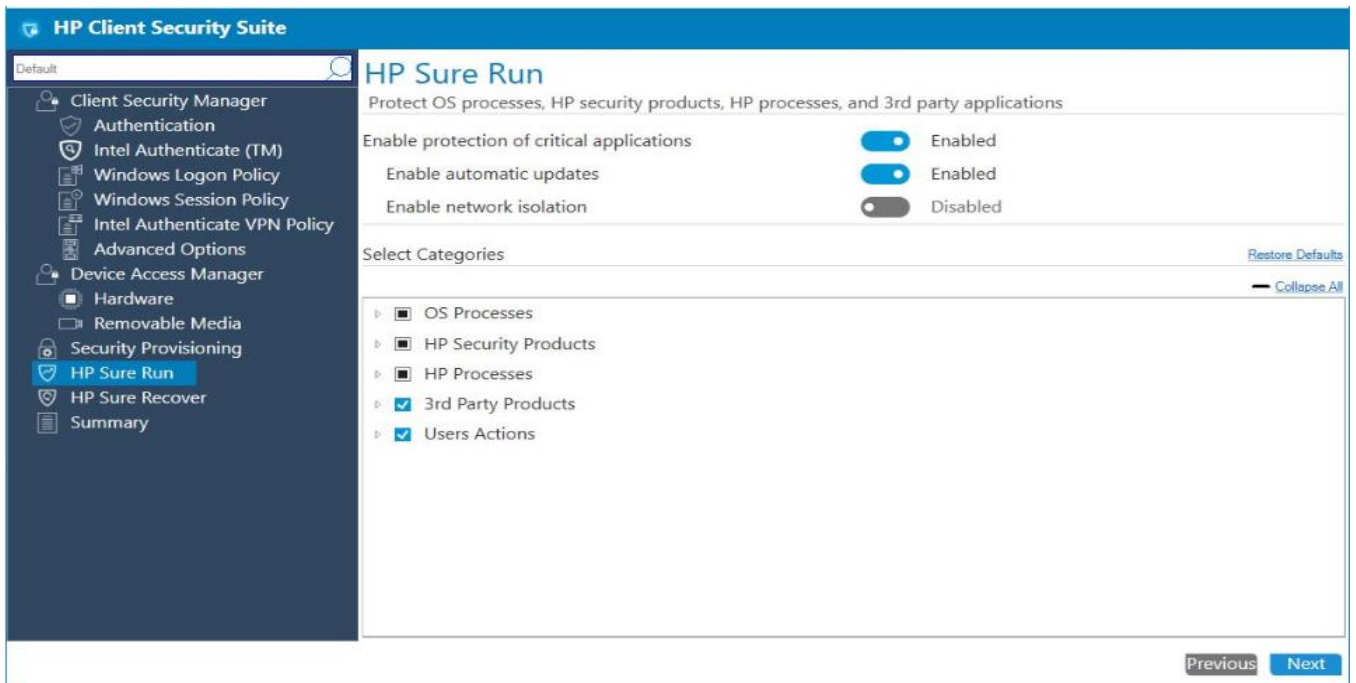 HP Client Security Suite
Default
Client Security Manager
Authentication
Intel Authenticate (TM)
Windows Logon Policy
Windows Session Policy
Intel Authenticate VPN Policy
Advanced Options
Device Access Manager
Hardware
Removable Media
Security Provisioning
HP Sure Run
HP Sure Recover
Summary
HP Sure Run
Protect OS processes, HP security products, HP processes, and 3rd party applications
Enable protection of critical applications Enabled
Enable automatic updates Enabled
Enable network isolation Disabled
Select Categories Restore Defaults
Collapse All
OS Processes
HP Security Products
HP Processes
3rd Party Products
Users Actions
Previous Next